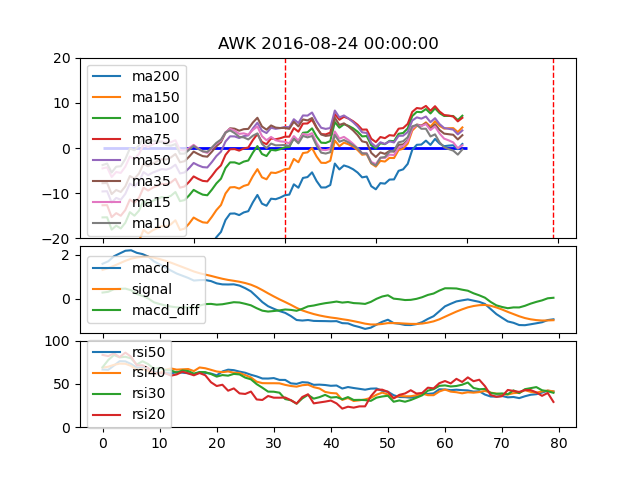 AWK 2016-08-24 00:00:00
20
10
0
−10
−20
ma200
ma150
ma100
ma75
ma50
ma35
ma15
ma10
2
0
macd
signal
macd_diff
100
50
0
rsi50
rsi40
rsi30
rsi20
0 10 20 30 40 50 60 70 80